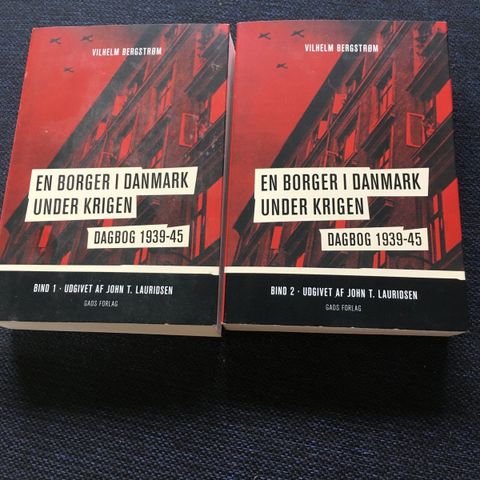 VILHELM BERGSTRØM
EN BORGER I DANMARK
UNDER KRIGEN
DAGBOG 1939-45
BIND 1 · UDGIVET AF JOHN T. LAURIDSEN
GADS FORLAG
VILHELM BERGSTRØM
EN BORGER I DANMARK
UNDER KRIGEN
DAGBOG 1939-45
BIND 2 · UDGIVET AF JOHN T. LAURIDSEN
GADS FORLAG